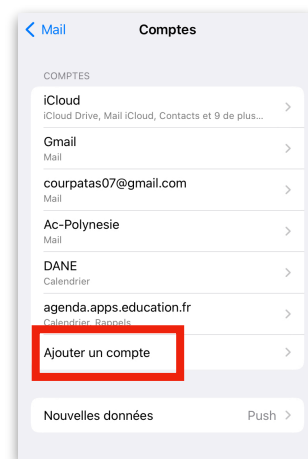 Mail
Comptes
COMPTES
iCloud
iCloud Drive, Mail iCloud, Contacts et 9 de plus...
Gmail
Mail
courpatas07@gmail.com
Mail
Ac-Polynesie
Mail
DANE
Calendrier
agenda.apps.education.fr
Calendrier, Rappels
Ajouter un compte
Nouvelles données
Push